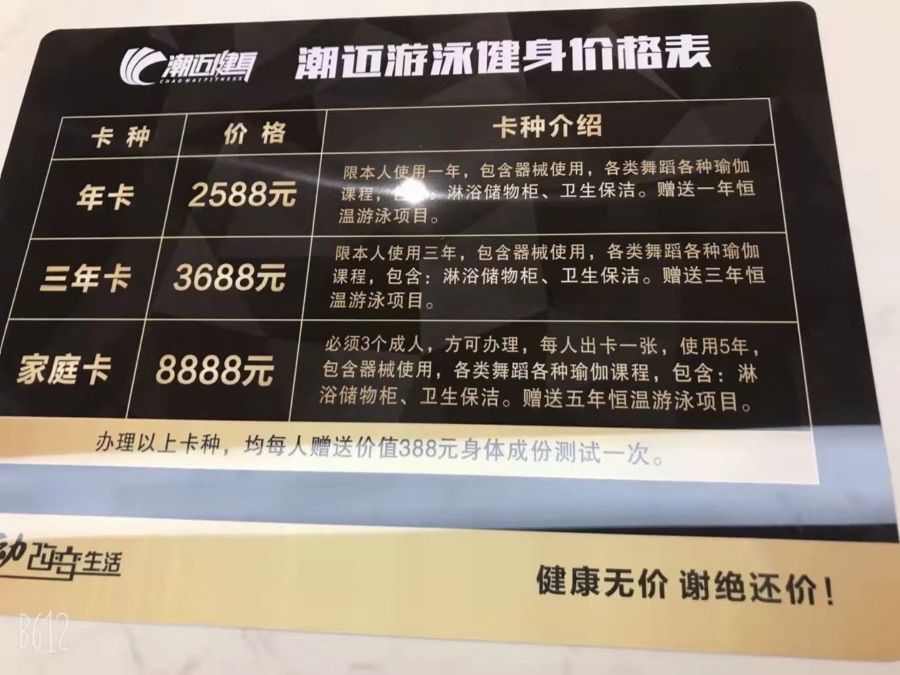 潮迈健身
CHAO MAI FITNESS
潮迈游泳健身价格表
卡种 价格 卡种介绍
年卡 2588元
限本人使用一年，包含器械使用，各类舞蹈各种瑜伽
课程，淋浴储物柜、卫生保洁。赠送一年恒
温游泳项目。
三年卡 3688元
限本人使用三年，包含器械使用，各类舞蹈各种瑜伽
课程，包含：淋浴储物柜、卫生保洁。赠送三年恒
温游泳项目。
家庭卡 8888元
必须3个成人，方可办理，每人出卡一张，使用5年，
包含器械使用，各类舞蹈各种瑜伽课程，包含：淋
浴储物柜、卫生保洁。赠送五年恒温游泳项目。
办理以上卡种，均每人赠送价值388元身体成份测试一次。
动改变生活
健康无价 谢绝还价！
B612